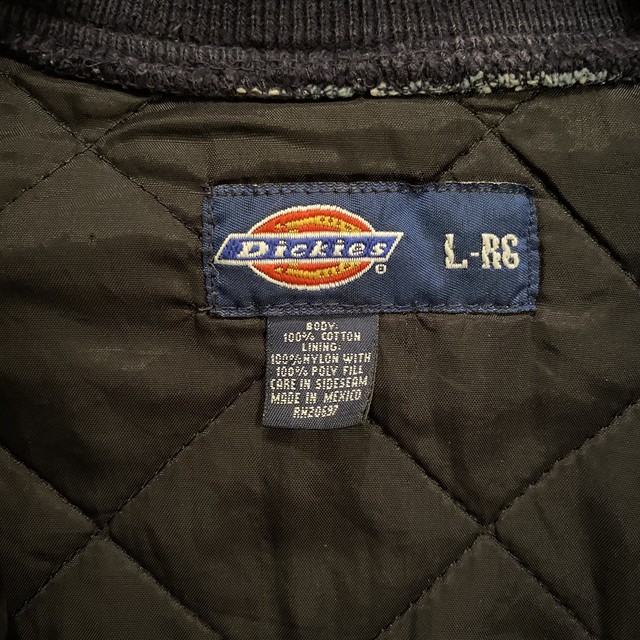 Dickies
L-RG
BODY:
100% COTTON
LINING:
100% NYLON WITH
100% POLY FILL
CARE IN SIDESEAM
MADE IN MEXICO
RN20697